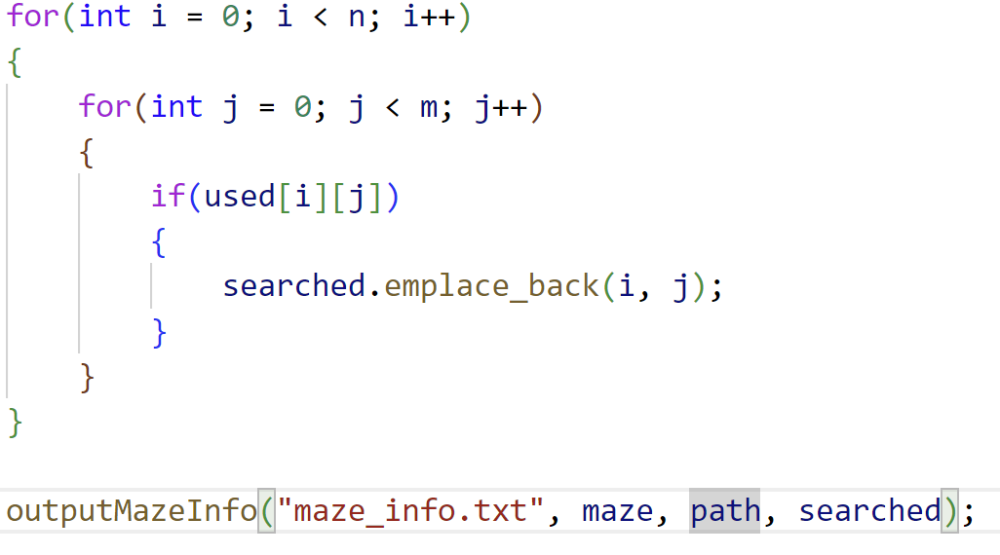 for(int i = 0; i < n; i++)
{
    for(int j = 0; j < m; j++)
    {
        if(used[i][j])
        {
            searched.emplace_back(i, j);
        }
    }
}

outputMazeInfo("maze_info.txt", maze, path, searched);